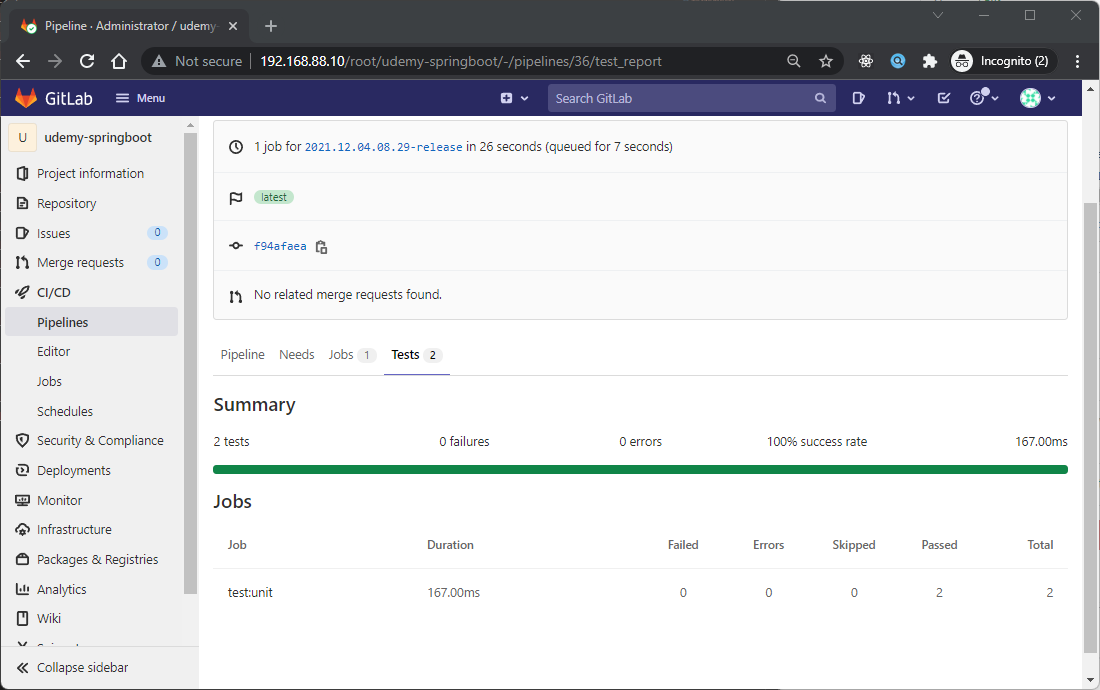 Pipeline · Administrator / udemy-
Not secure 192.168.88.10/root/udemy-springboot/-/pipelines/36/test_report Incognito (2)
GitLab Menu Search GitLab
U udemy-springboot
Project information
Repository
Issues 0
Merge requests 0
CI/CD
Pipelines
Editor
Jobs
Schedules
Security & Compliance
Deployments
Monitor
Infrastructure
Packages & Registries
Analytics
Wiki
Collapse sidebar
1 job for 2021.12.04.08.29-release in 26 seconds (queued for 7 seconds)
latest
f94afaea
No related merge requests found.
Pipeline Needs Jobs 1 Tests 2
Summary
2 tests 0 failures 0 errors 100% success rate 167.00ms
Jobs
Job Duration Failed Errors Skipped Passed Total
test:unit 167.00ms 0 0 0 2 2